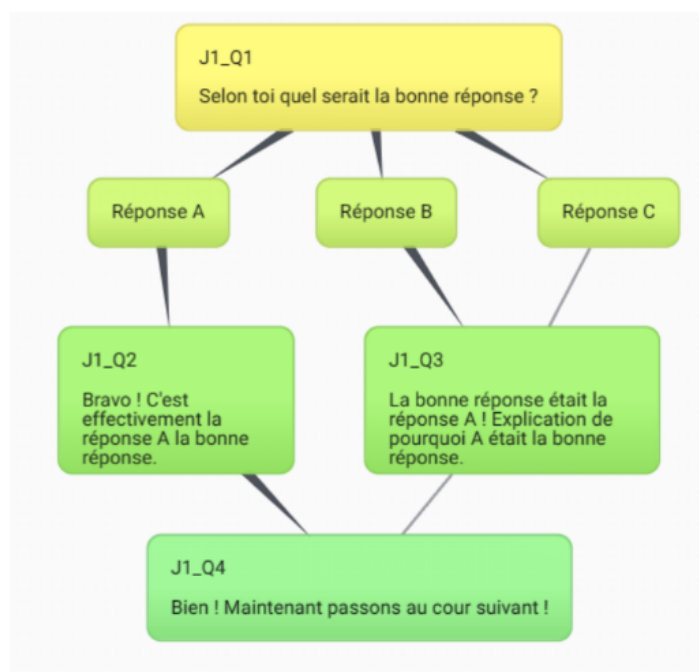 J1_Q1
Selon toi quel serait la bonne réponse ?
Réponse A
Réponse B
Réponse C
J1_Q2
Bravo ! C'est
effectivement la
réponse A la bonne
réponse.
J1_Q3
La bonne réponse était la
réponse A ! Explication de
pourquoi A était la bonne
réponse.
J1_Q4
Bien ! Maintenant passons au cour suivant !